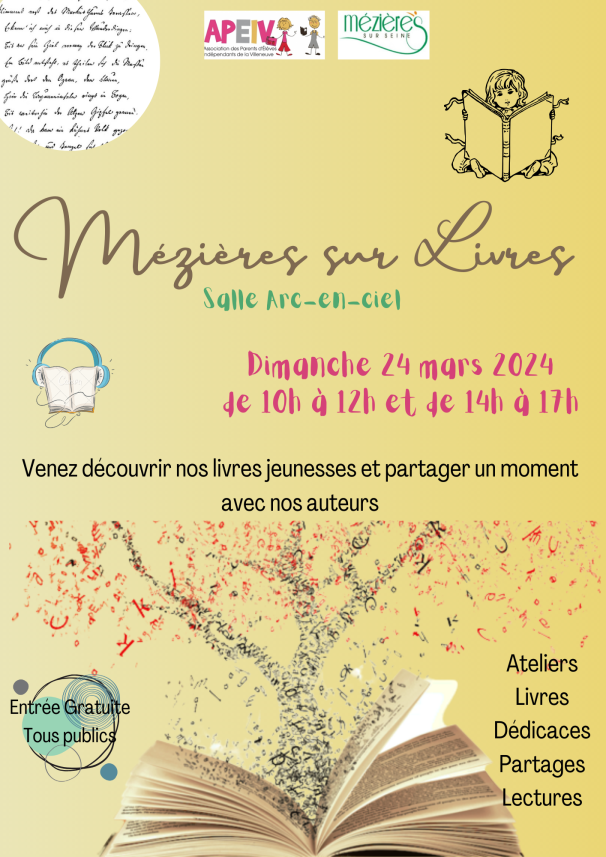 APEIV
Association des Parents d'Élèves
Indépendants de la Villeneuve
mézières
SUR SEINE
Mézières sur Livres
Salle Arc-en-ciel
Dimanche 24 mars 2024
de 10h à 12h et de 14h à 17h
Venez découvrir nos livres jeunesses et partager un moment
avec nos auteurs
Entrée Gratuite
Tous publics
Ateliers
Livres
Dédicaces
Partages
Lectures